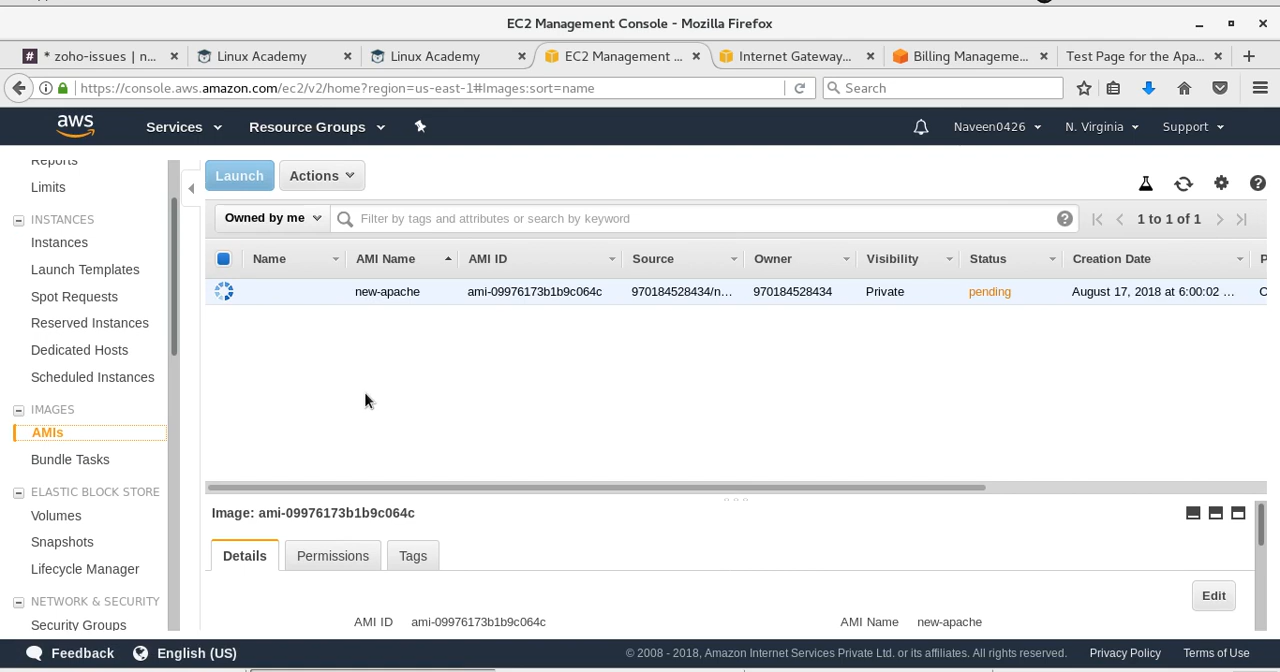 EC2 Management Console - Mozilla Firefox
* zoho-issues | n... Linux Academy Linux Academy EC2 Management ... Internet Gateway... Billing Manageme... Test Page for the Apa...
https://console.aws.amazon.com/ec2/v2/home?region=us-east-1#Images:sort=name Search
aws Services Resource Groups Naveen0426 N. Virginia Support
Reports
Limits
INSTANCES
Instances
Launch Templates
Spot Requests
Reserved Instances
Dedicated Hosts
Scheduled Instances
IMAGES
AMIs
Bundle Tasks
ELASTIC BLOCK STORE
Volumes
Snapshots
Lifecycle Manager
NETWORK & SECURITY
Security Groups
Launch Actions
Owned by me Filter by tags and attributes or search by keyword 1 to 1 of 1
Name AMI Name AMI ID Source Owner Visibility Status Creation Date P
new-apache ami-09976173b1b9c064c 970184528434/n... 970184528434 Private pending August 17, 2018 at 6:00:02 ...
Image: ami-09976173b1b9c064c
Details Permissions Tags
Edit
AMI ID ami-09976173b1b9c064c AMI Name new-apache
Feedback English (US) © 2008 - 2018, Amazon Internet Services Private Ltd. or its affiliates. All rights reserved. Privacy Policy Terms of Use